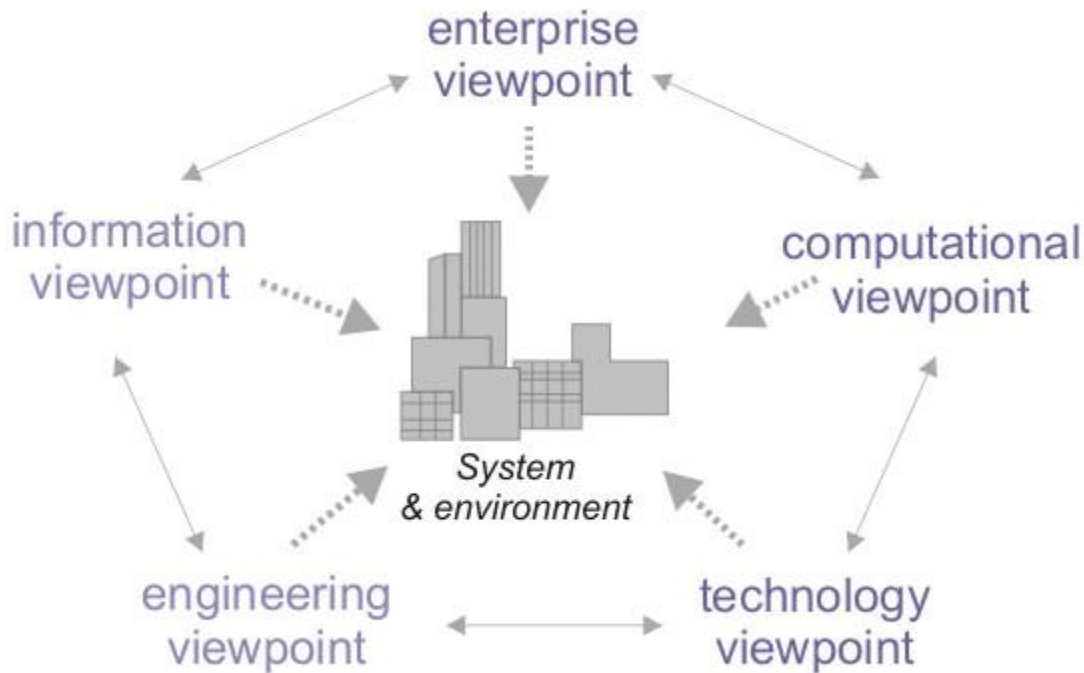 enterprise
viewpoint
information
viewpoint
computational
viewpoint
System
& environment
engineering
viewpoint
technology
viewpoint